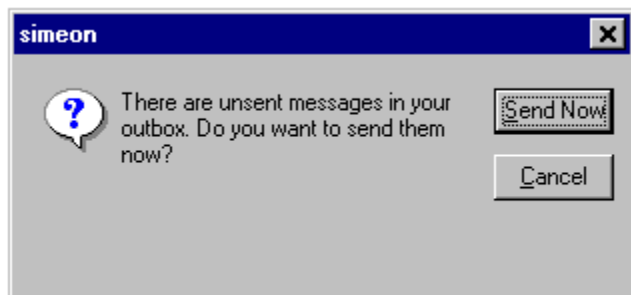 simeon
There are unsent messages in your
outbox. Do you want to send them
now?
Send Now
Cancel